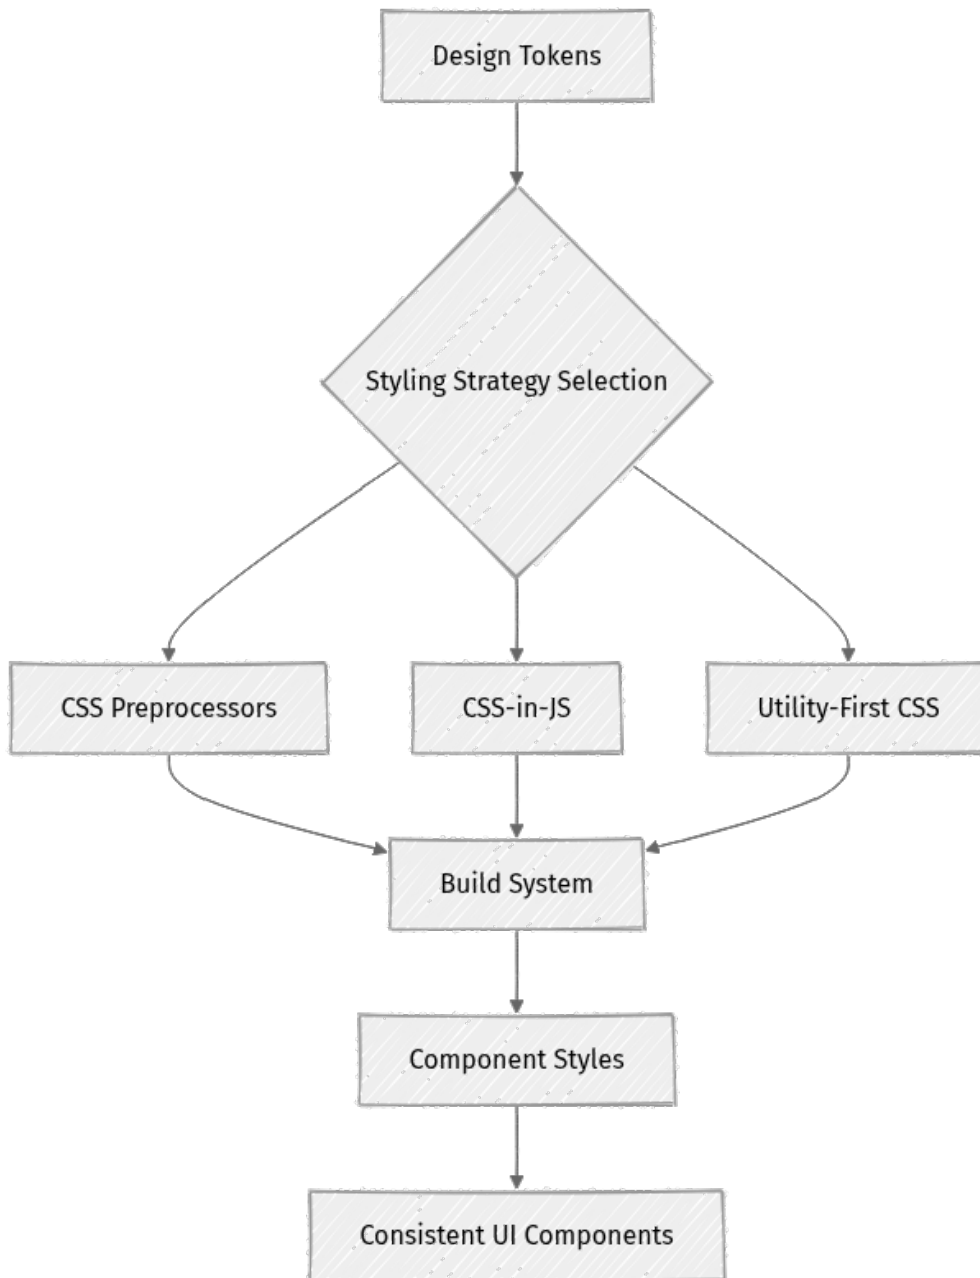 Design Tokens
Styling Strategy Selection
CSS Preprocessors
CSS-in-JS
Utility-First CSS
Build System
Component Styles
Consistent UI Components